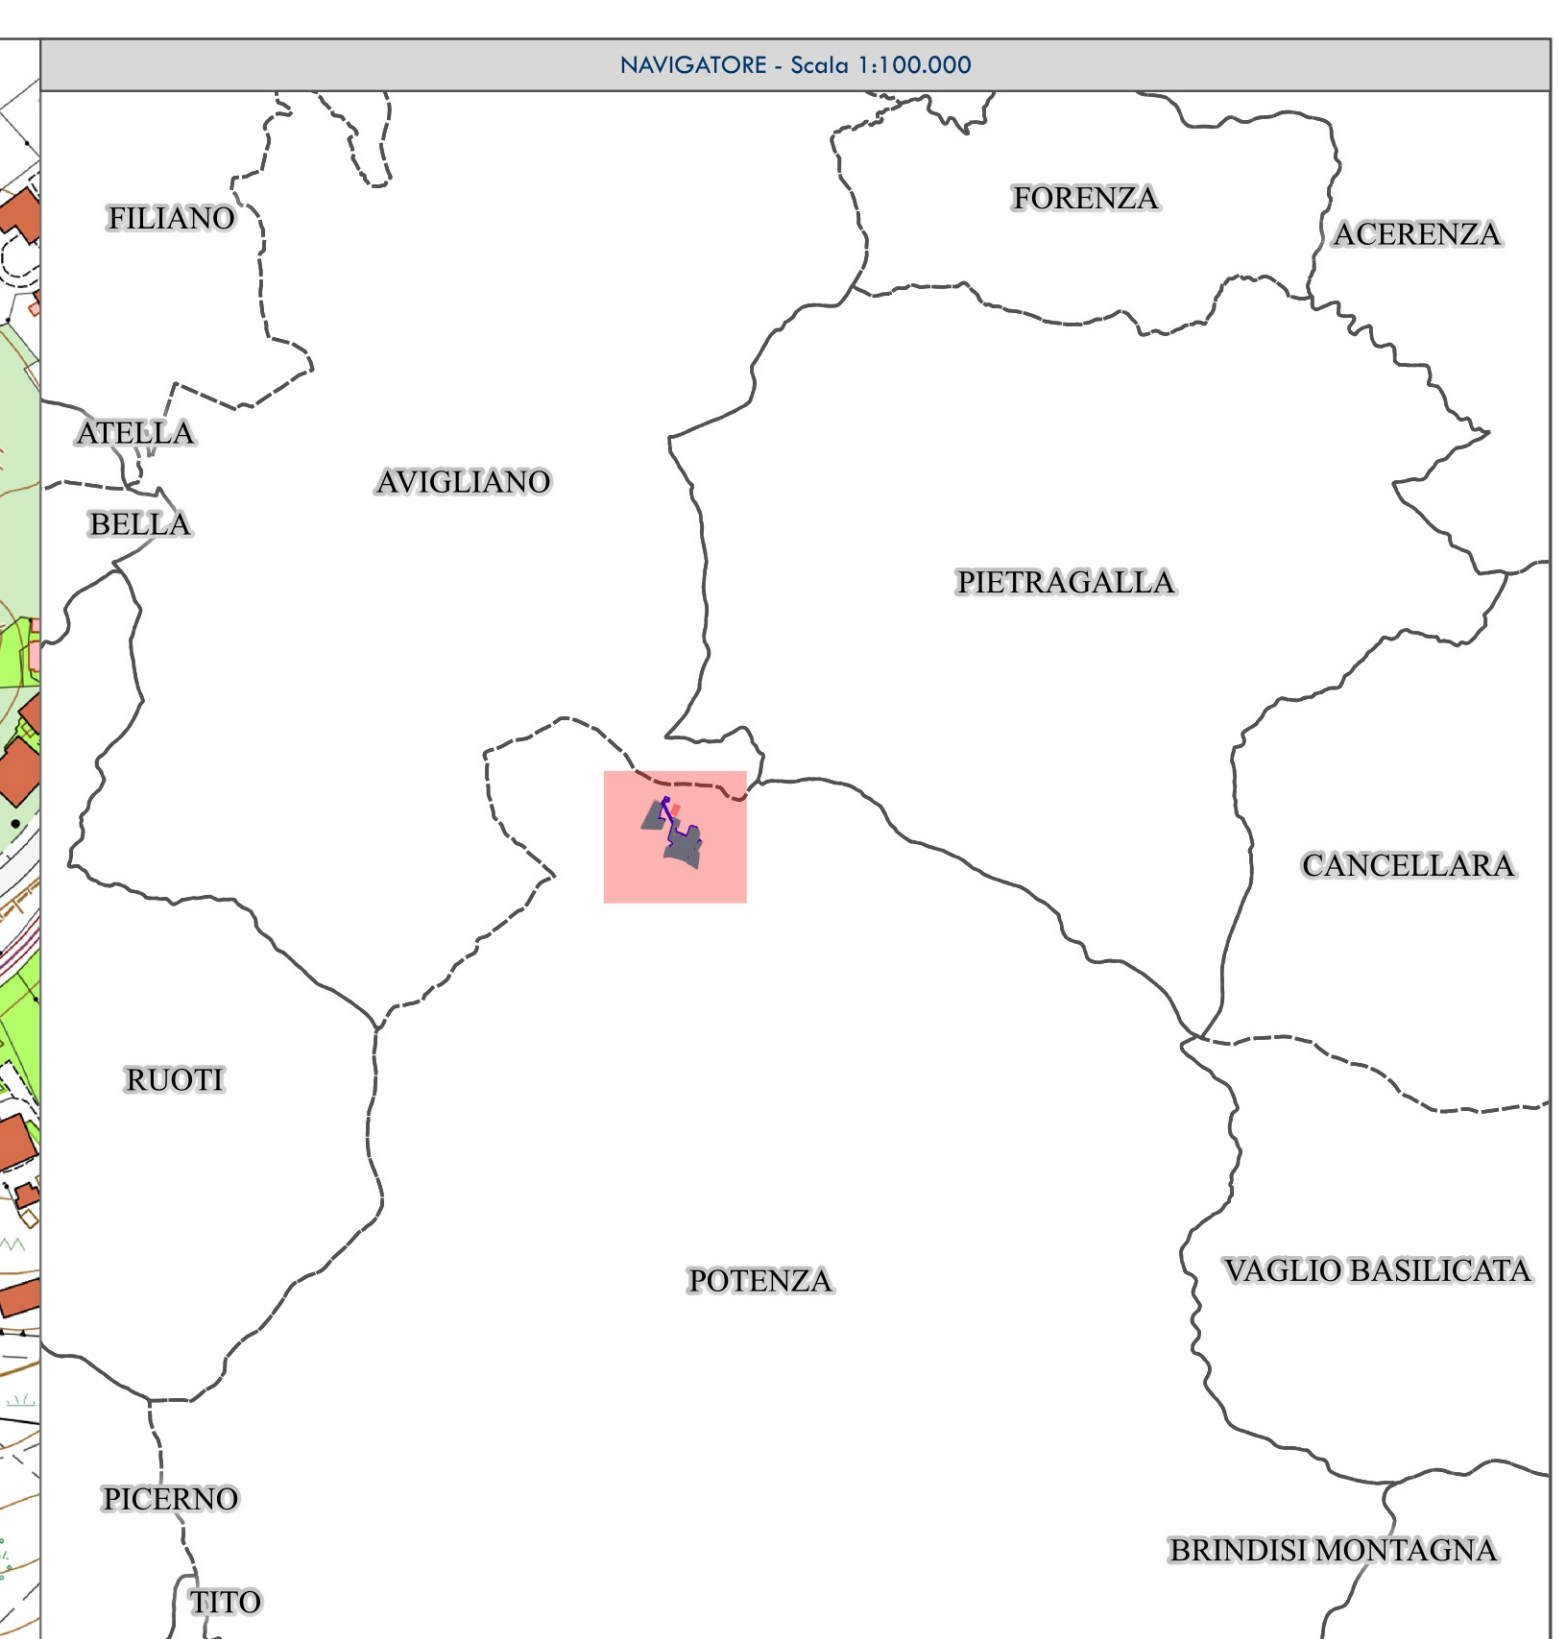 NAVIGATORE - Scala 1:100.000
FORENZA
FILIANO
ACERENZA
ATELLA
AVIGLIANO
BELLA
PIETRAGALLA
CANCELLARA
RUOTI
VAGLIO BASILICATA
POTENZA
PICERNO
BRINDISI MONTAGNA
TITO